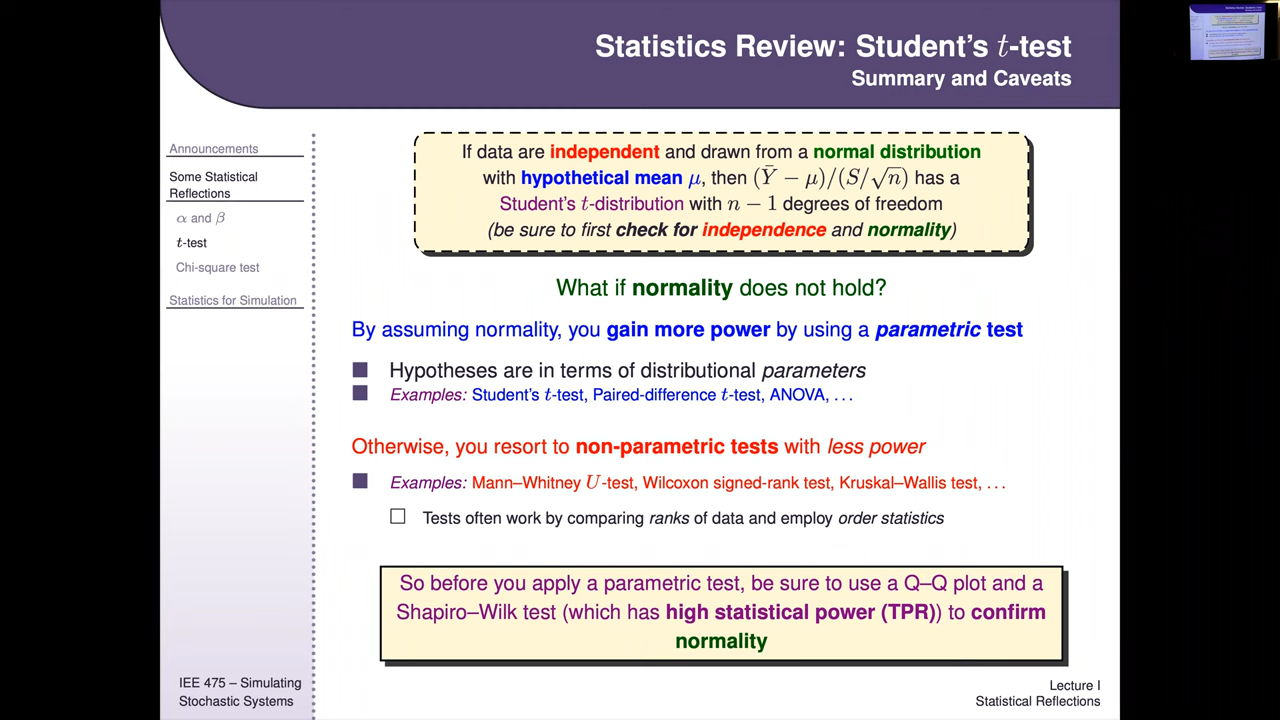 Statistics Review: Student's t-test
Summary and Caveats
Announcements
Some Statistical
Reflections
α and β
t-test
Chi-square test
Statistics for Simulation
If data are independent and drawn from a normal distribution
with hypothetical mean μ, then (Ȳ − μ)/(S/√n) has a
Student's t-distribution with n − 1 degrees of freedom
(be sure to first check for independence and normality)
What if normality does not hold?
By assuming normality, you gain more power by using a parametric test
Hypotheses are in terms of distributional parameters
Examples: Student's t-test, Paired-difference t-test, ANOVA, ...
Otherwise, you resort to non-parametric tests with less power
Examples: Mann–Whitney U-test, Wilcoxon signed-rank test, Kruskal–Wallis test, ...
Tests often work by comparing ranks of data and employ order statistics
So before you apply a parametric test, be sure to use a Q–Q plot and a
Shapiro–Wilk test (which has high statistical power (TPR)) to confirm
normality
IEE 475 – Simulating
Stochastic Systems
Lecture I
Statistical Reflections